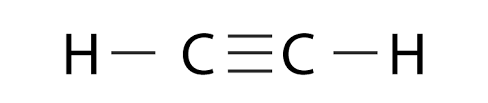 H — C ≡ C — H